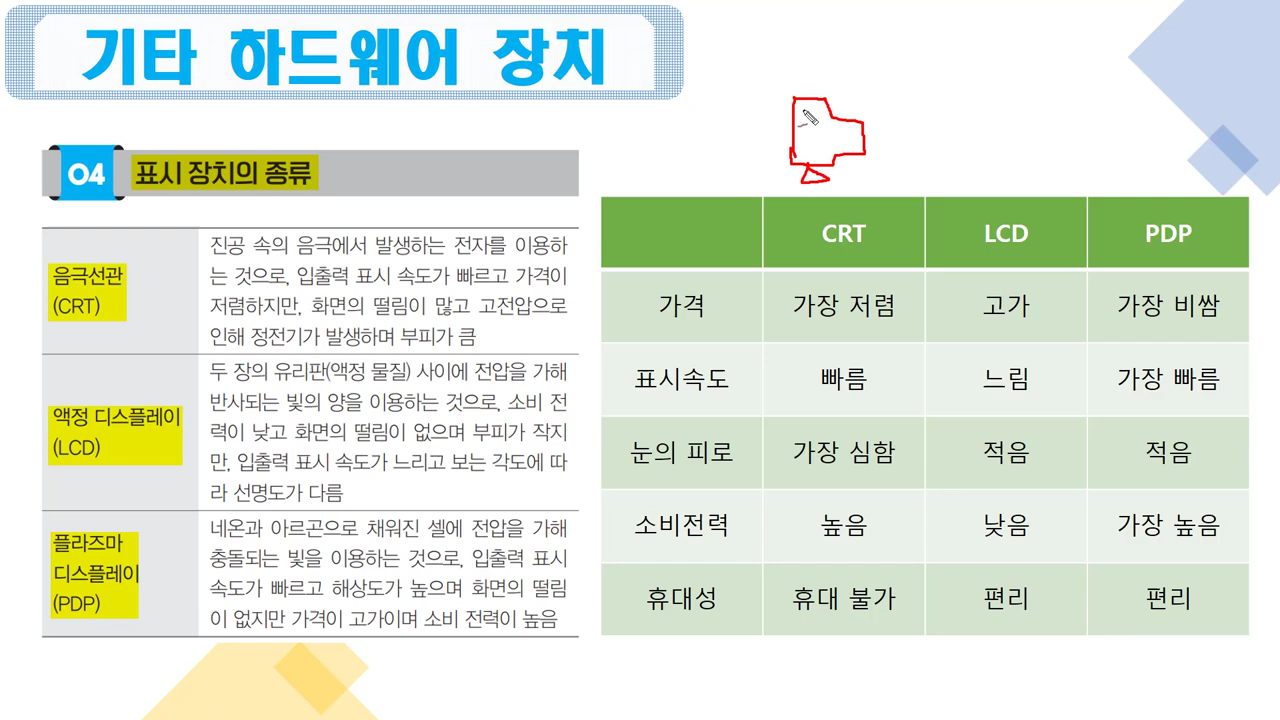 기타 하드웨어 장치
04 표시 장치의 종류
음극선관
(CRT)
진공 속의 음극에서 발생하는 전자를 이용하
는 것으로, 입출력 표시 속도가 빠르고 가격이
저렴하지만, 화면의 떨림이 많고 고전압으로
인해 정전기가 발생하며 부피가 큼
액정 디스플레이
(LCD)
두 장의 유리판(액정 물질) 사이에 전압을 가해
반사되는 빛의 양을 이용하는 것으로, 소비 전
력이 낮고 화면의 떨림이 없으며 부피가 작지
만, 입출력 표시 속도가 느리고 보는 각도에 따
라 선명도가 다름
플라즈마
디스플레이
(PDP)
네온과 아르곤으로 채워진 셀에 전압을 가해
충돌되는 빛을 이용하는 것으로, 입출력 표시
속도가 빠르고 해상도가 높으며 화면의 떨림
이 없지만 가격이 고가이며 소비 전력이 높음
CRT LCD PDP
가격 가장 저렴 고가 가장 비쌈
표시속도 빠름 느림 가장 빠름
눈의 피로 가장 심함 적음 적음
소비전력 높음 낮음 가장 높음
휴대성 휴대 불가 편리 편리